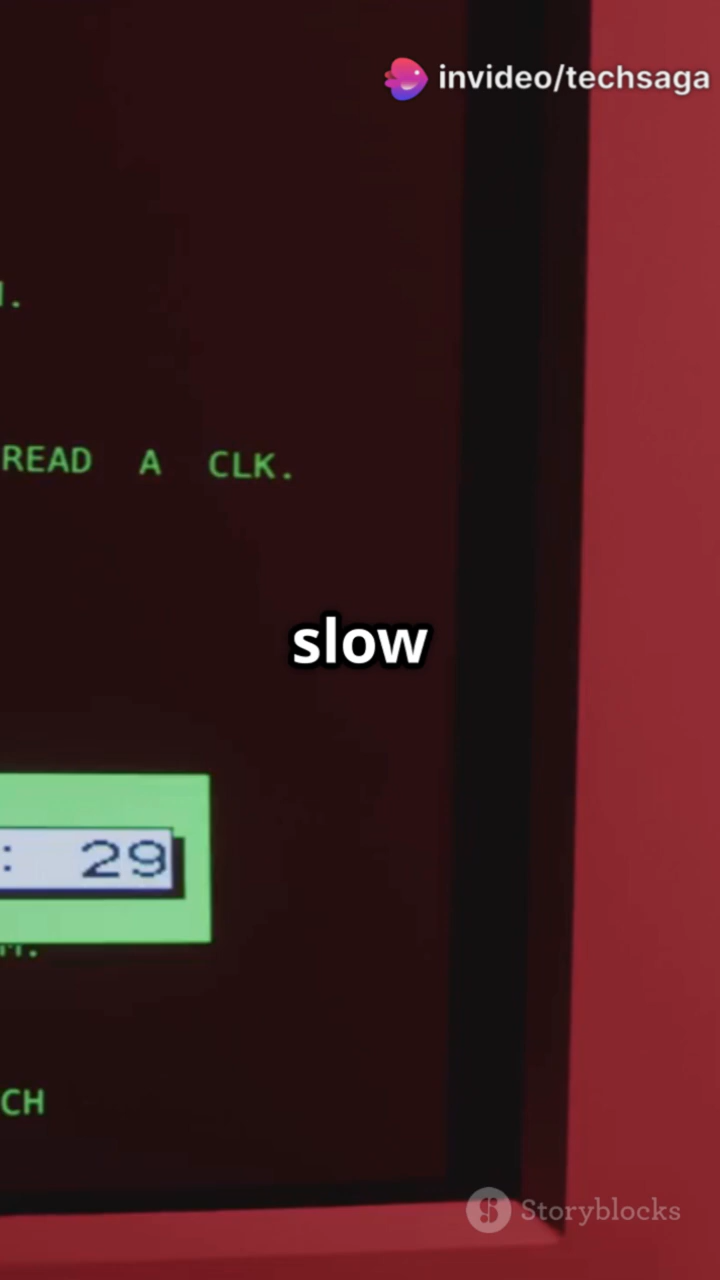 invideo/techsaga
READ A CLK.
slow
: 29
CH
Storyblocks